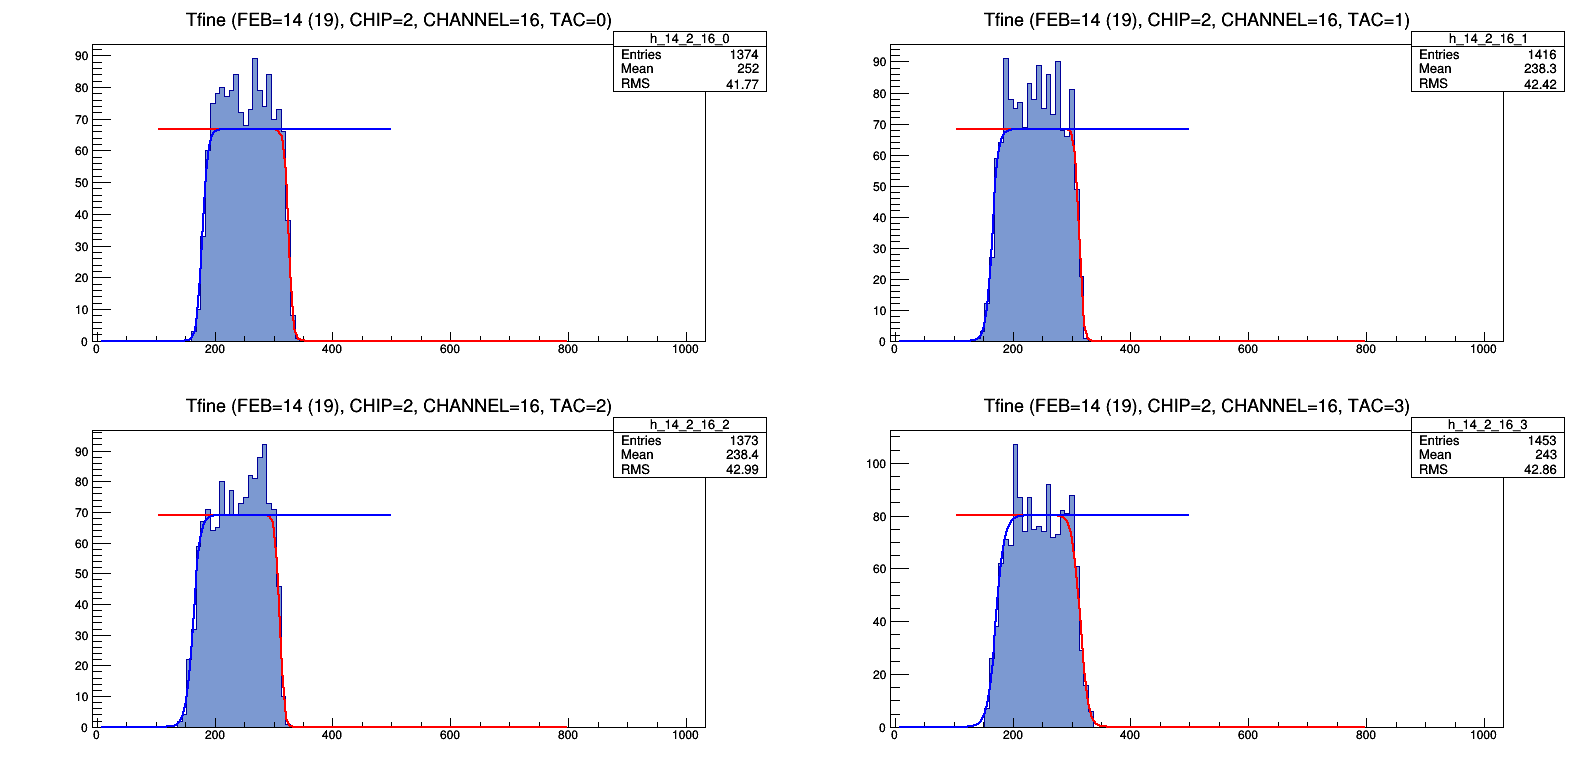 Tfine (FEB=14 (19), CHIP=2, CHANNEL=16, TAC=0)
h_14_2_16_0
Entries 1374
Mean 252
RMS 41.77
90
80
70
60
50
40
30
20
10
0
0 200 400 600 800 1000
Tfine (FEB=14 (19), CHIP=2, CHANNEL=16, TAC=1)
h_14_2_16_1
Entries 1416
Mean 238.3
RMS 42.42
90
80
70
60
50
40
30
20
10
0
0 200 400 600 800 1000
Tfine (FEB=14 (19), CHIP=2, CHANNEL=16, TAC=2)
h_14_2_16_2
Entries 1373
Mean 238.4
RMS 42.99
90
80
70
60
50
40
30
20
10
0
0 200 400 600 800 1000
Tfine (FEB=14 (19), CHIP=2, CHANNEL=16, TAC=3)
h_14_2_16_3
Entries 1453
Mean 243
RMS 42.86
100
80
60
40
20
0
0 200 400 600 800 1000